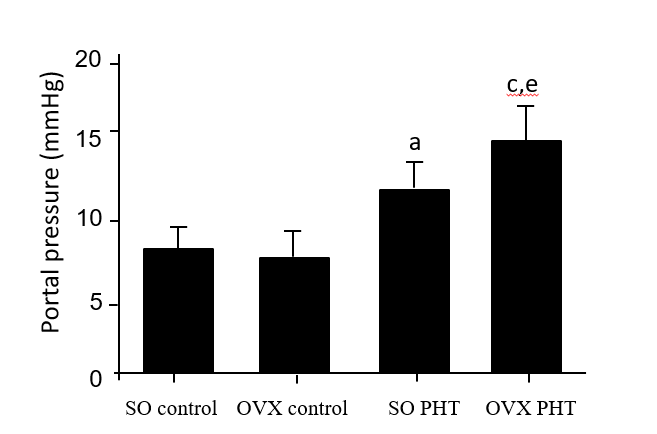 Portal pressure (mmHg)
20
15
10
5
0
a
c,e
SO control
OVX control
SO PHT
OVX PHT